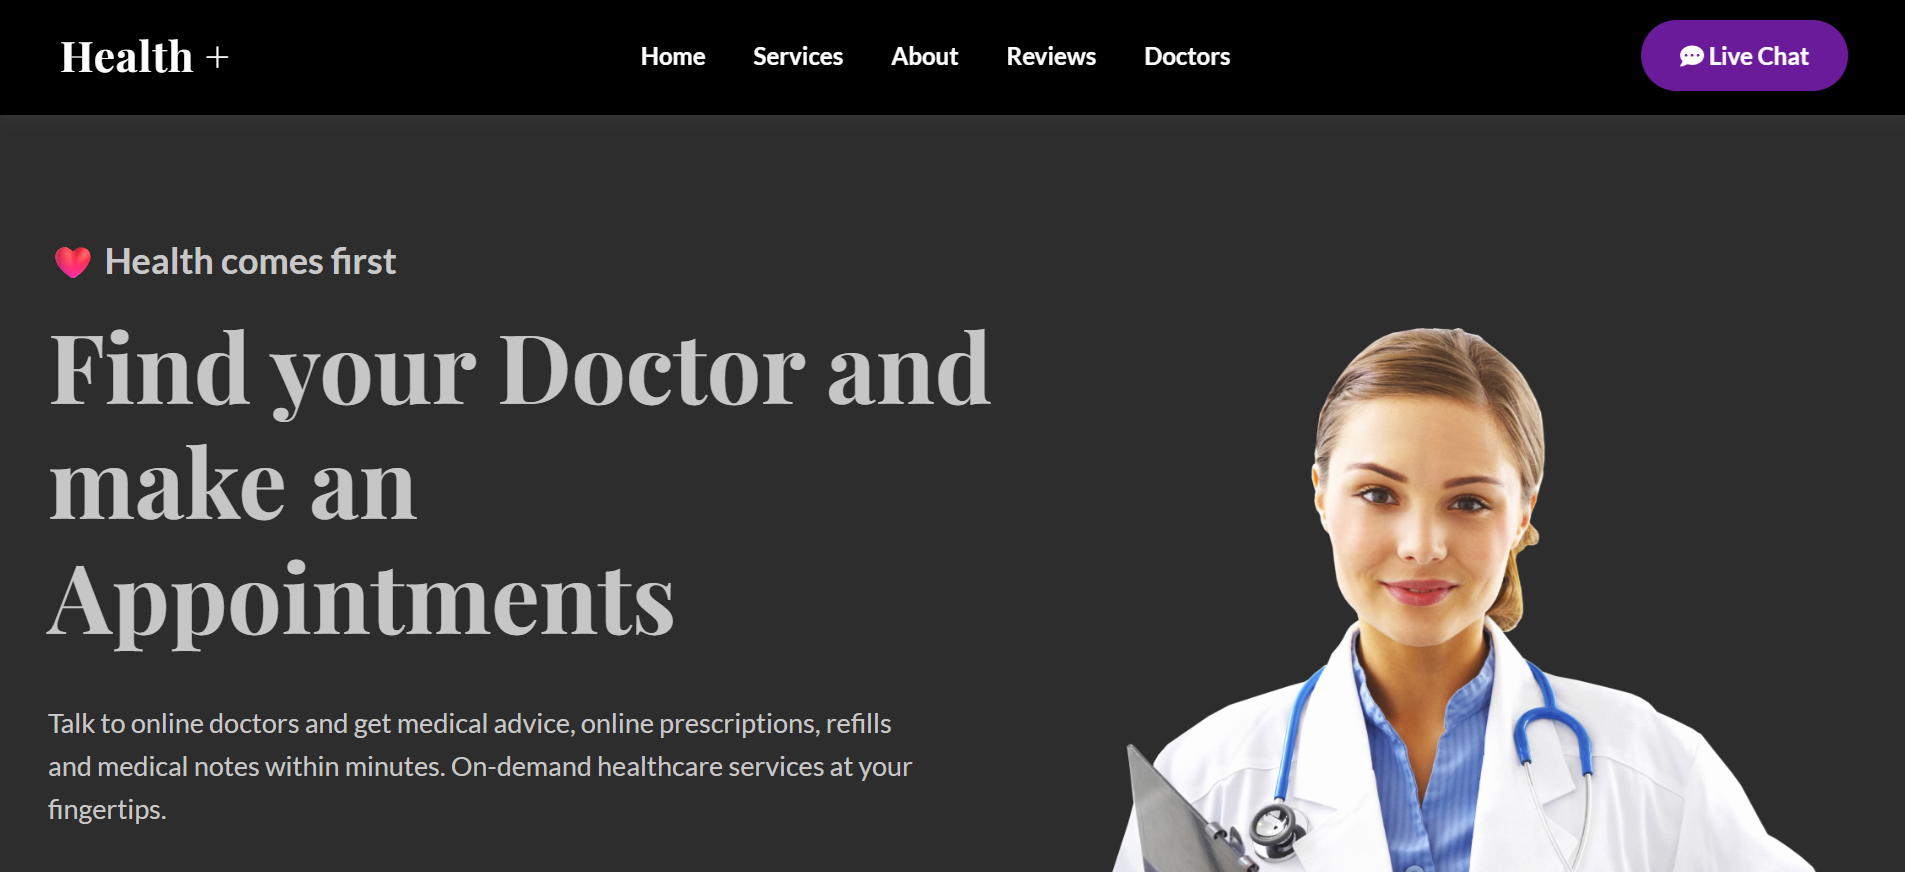 Health +
Home
Services
About
Reviews
Doctors
Live Chat
Health comes first
Find your Doctor and
make an
Appointments
Talk to online doctors and get medical advice, online prescriptions, refills
and medical notes within minutes. On-demand healthcare services at your
fingertips.